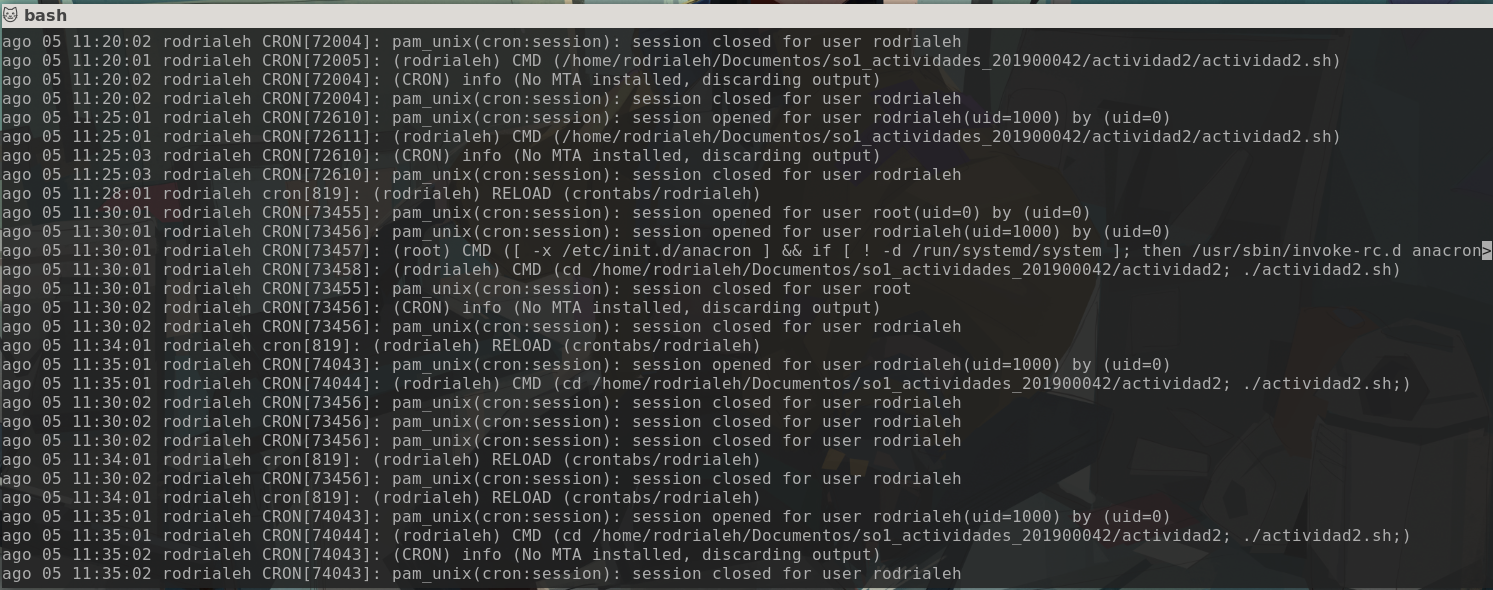 bash
ago 05 11:20:02 rodrialeh CRON[72004]: pam_unix(cron:session): session closed for user rodrialeh
ago 05 11:20:01 rodrialeh CRON[72005]: (rodrialeh) CMD (/home/rodrialeh/Documentos/so1_actividades_201900042/actividad2/actividad2.sh)
ago 05 11:20:02 rodrialeh CRON[72004]: (CRON) info (No MTA installed, discarding output)
ago 05 11:20:02 rodrialeh CRON[72004]: pam_unix(cron:session): session closed for user rodrialeh
ago 05 11:25:01 rodrialeh CRON[72610]: pam_unix(cron:session): session opened for user rodrialeh(uid=1000) by (uid=0)
ago 05 11:25:01 rodrialeh CRON[72611]: (rodrialeh) CMD (/home/rodrialeh/Documentos/so1_actividades_201900042/actividad2/actividad2.sh)
ago 05 11:25:03 rodrialeh CRON[72610]: (CRON) info (No MTA installed, discarding output)
ago 05 11:25:03 rodrialeh CRON[72610]: pam_unix(cron:session): session closed for user rodrialeh
ago 05 11:28:01 rodrialeh cron[819]: (rodrialeh) RELOAD (crontabs/rodrialeh)
ago 05 11:30:01 rodrialeh CRON[73455]: pam_unix(cron:session): session opened for user root(uid=0) by (uid=0)
ago 05 11:30:01 rodrialeh CRON[73456]: pam_unix(cron:session): session opened for user rodrialeh(uid=1000) by (uid=0)
ago 05 11:30:01 rodrialeh CRON[73457]: (root) CMD ([ -x /etc/init.d/anacron ] && if [ ! -d /run/systemd/system ]; then /usr/sbin/invoke-rc.d anacron>
ago 05 11:30:01 rodrialeh CRON[73458]: (rodrialeh) CMD (cd /home/rodrialeh/Documentos/so1_actividades_201900042/actividad2; ./actividad2.sh)
ago 05 11:30:01 rodrialeh CRON[73455]: pam_unix(cron:session): session closed for user root
ago 05 11:30:02 rodrialeh CRON[73456]: (CRON) info (No MTA installed, discarding output)
ago 05 11:30:02 rodrialeh CRON[73456]: pam_unix(cron:session): session closed for user rodrialeh
ago 05 11:34:01 rodrialeh cron[819]: (rodrialeh) RELOAD (crontabs/rodrialeh)
ago 05 11:35:01 rodrialeh CRON[74043]: pam_unix(cron:session): session opened for user rodrialeh(uid=1000) by (uid=0)
ago 05 11:35:01 rodrialeh CRON[74044]: (rodrialeh) CMD (cd /home/rodrialeh/Documentos/so1_actividades_201900042/actividad2; ./actividad2.sh;)
ago 05 11:30:02 rodrialeh CRON[73456]: pam_unix(cron:session): session closed for user rodrialeh
ago 05 11:30:02 rodrialeh CRON[73456]: pam_unix(cron:session): session closed for user rodrialeh
ago 05 11:30:02 rodrialeh CRON[73456]: pam_unix(cron:session): session closed for user rodrialeh
ago 05 11:34:01 rodrialeh cron[819]: (rodrialeh) RELOAD (crontabs/rodrialeh)
ago 05 11:30:02 rodrialeh CRON[73456]: pam_unix(cron:session): session closed for user rodrialeh
ago 05 11:34:01 rodrialeh cron[819]: (rodrialeh) RELOAD (crontabs/rodrialeh)
ago 05 11:35:01 rodrialeh CRON[74043]: pam_unix(cron:session): session opened for user rodrialeh(uid=1000) by (uid=0)
ago 05 11:35:01 rodrialeh CRON[74044]: (rodrialeh) CMD (cd /home/rodrialeh/Documentos/so1_actividades_201900042/actividad2; ./actividad2.sh;)
ago 05 11:35:02 rodrialeh CRON[74043]: (CRON) info (No MTA installed, discarding output)
ago 05 11:35:02 rodrialeh CRON[74043]: pam_unix(cron:session): session closed for user rodrialeh